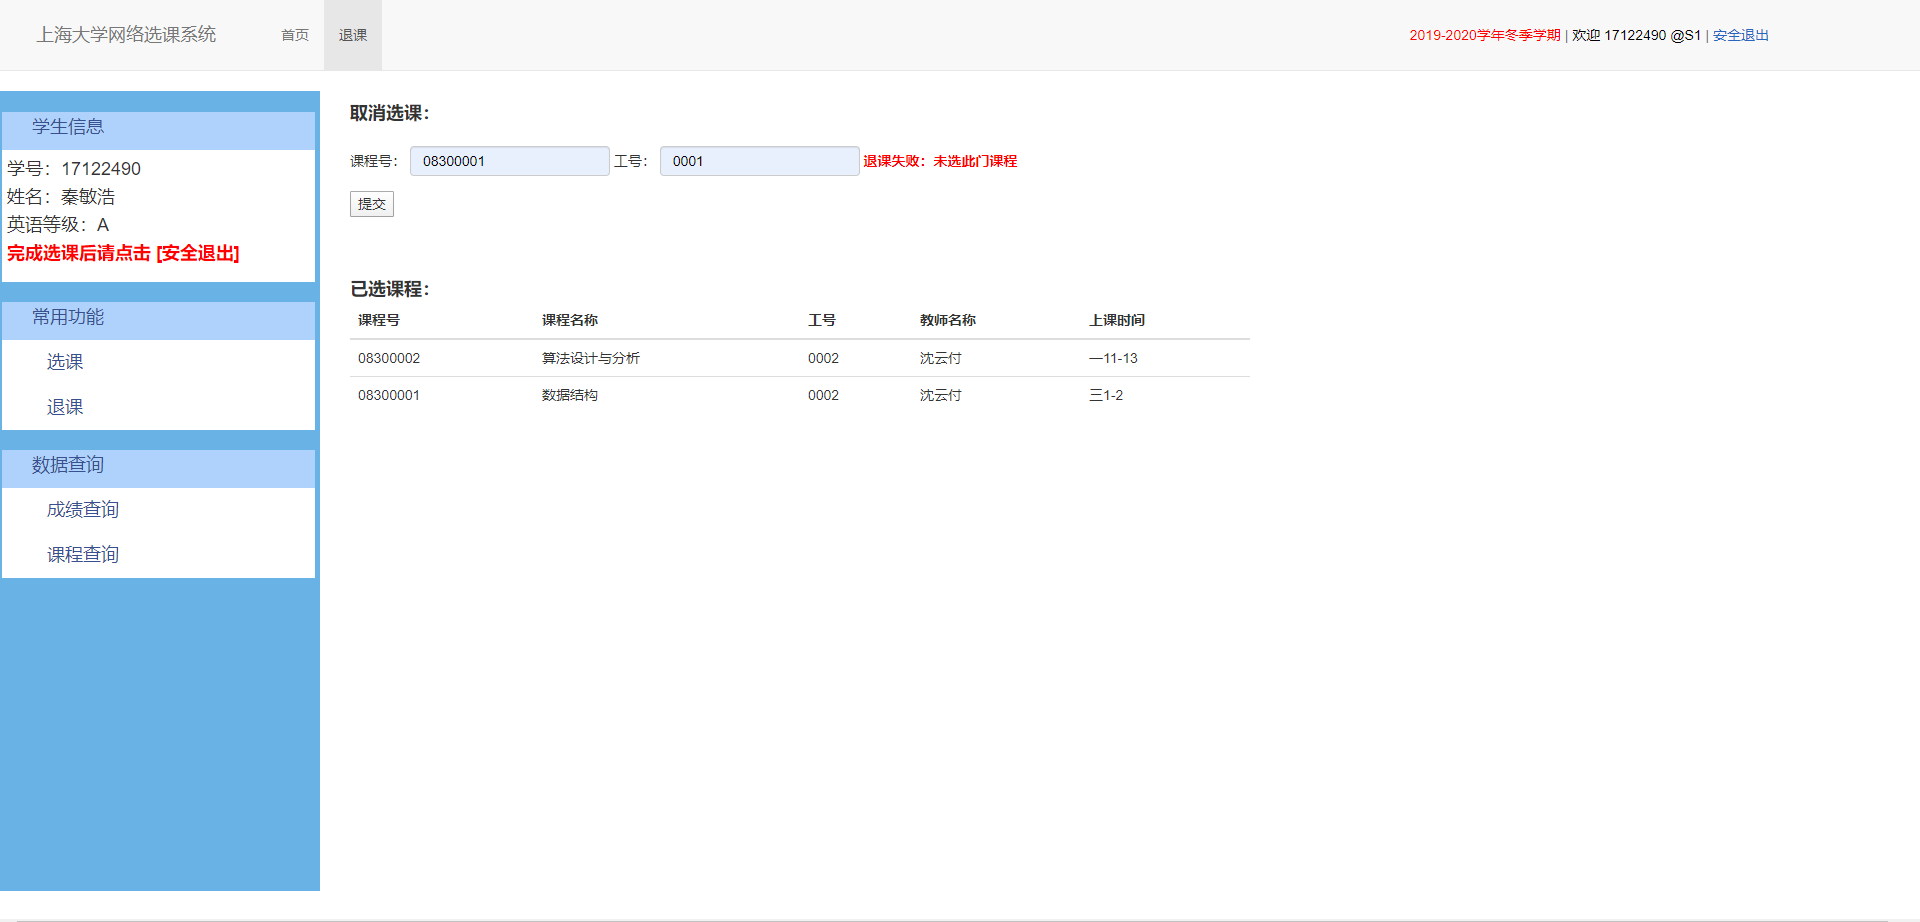 上海大学网络选课系统 首页 退课 2019-2020学年冬季学期 | 欢迎 17122490 @S1 | 安全退出
学生信息
学号：17122490
姓名：秦敏浩
英语等级：A
完成选课后请点击 [安全退出]
常用功能
选课
退课
数据查询
成绩查询
课程查询
取消选课：
课程号： 08300001 工号： 0001 退课失败：未选此门课程
提交
已选课程：
课程号 课程名称 工号 教师名称 上课时间
08300002 算法设计与分析 0002 沈云付 一11-13
08300001 数据结构 0002 沈云付 三1-2